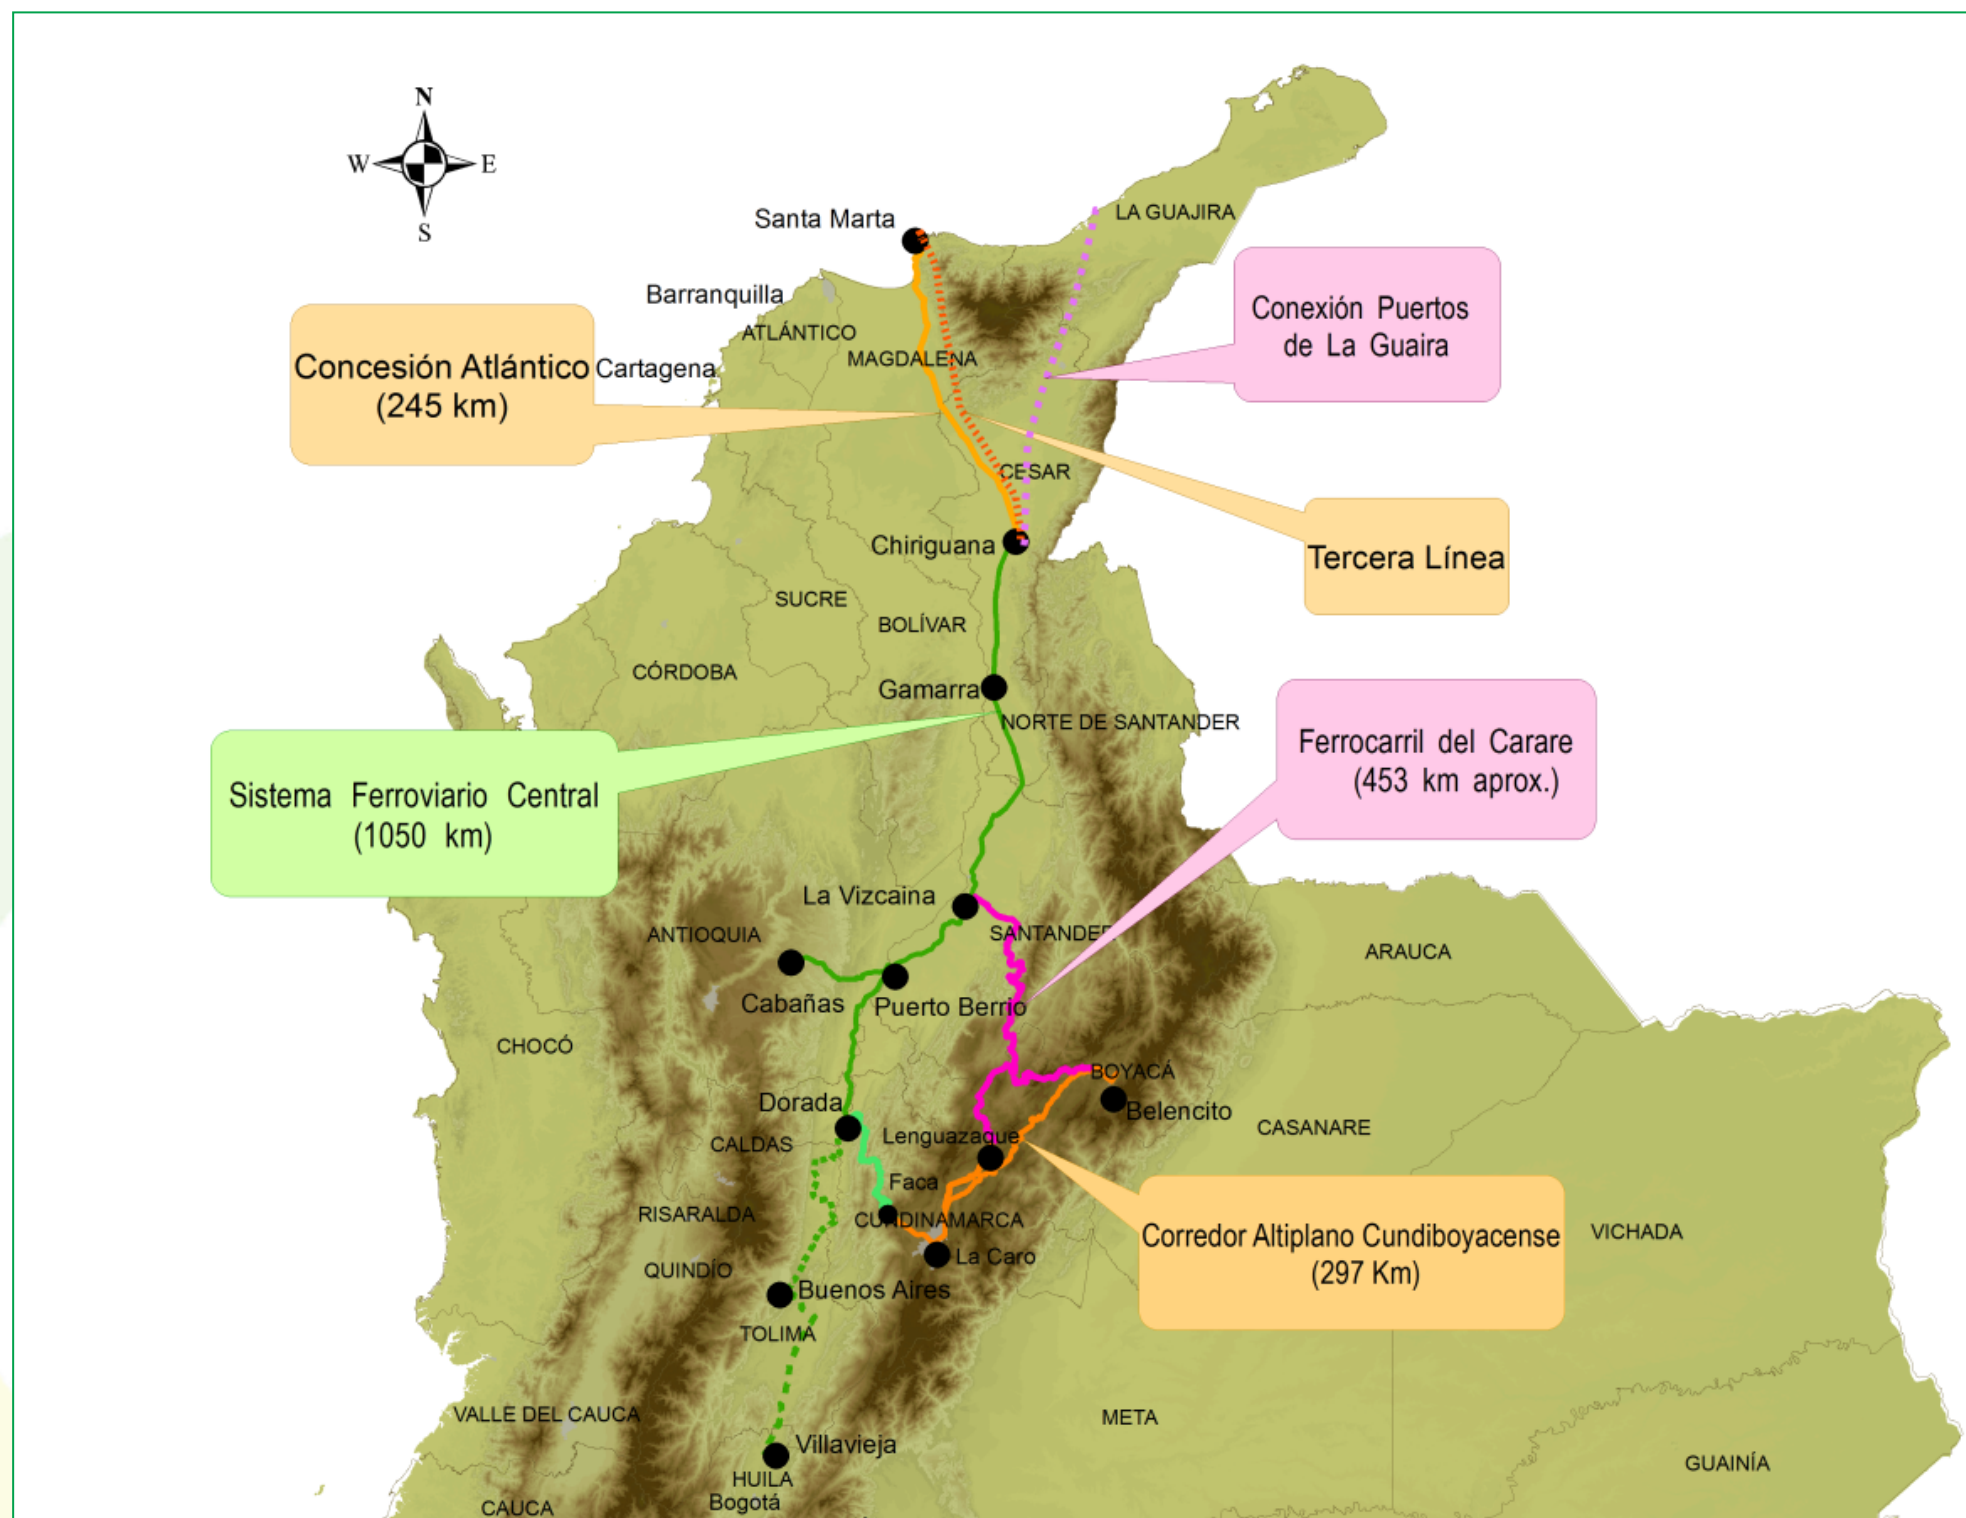 N
W
E
S
LA GUAJIRA
Santa Marta
Barranquilla
ATLÁNTICO
Conexión Puertos
de La Guaira
MAGDALENA
Concesión Atlántico
(245 km)
Cartagena
CESAR
Chiriguana
Tercera Línea
SUCRE
BOLÍVAR
CÓRDOBA
Gamarra
NORTE DE SANTANDER
Ferrocarril del Carare
(453 km aprox.)
Sistema Ferroviario Central
(1050 km)
La Vizcaina
ANTIOQUIA
SANTANDER
ARAUCA
Cabañas
Puerto Berrio
CHOCÓ
BOYACÁ
Dorada
Belencito
CALDAS
Lenguazaque
CASANARE
Faca
RISARALDA
CUNDINAMARCA
VICHADA
Corredor Altiplano Cundiboyacense
(297 Km)
La Caro
QUINDÍO
Buenos Aires
TOLIMA
VALLE DEL CAUCA
META
Villavieja
GUAINÍA
HUILA
Bogotá
CAUCA